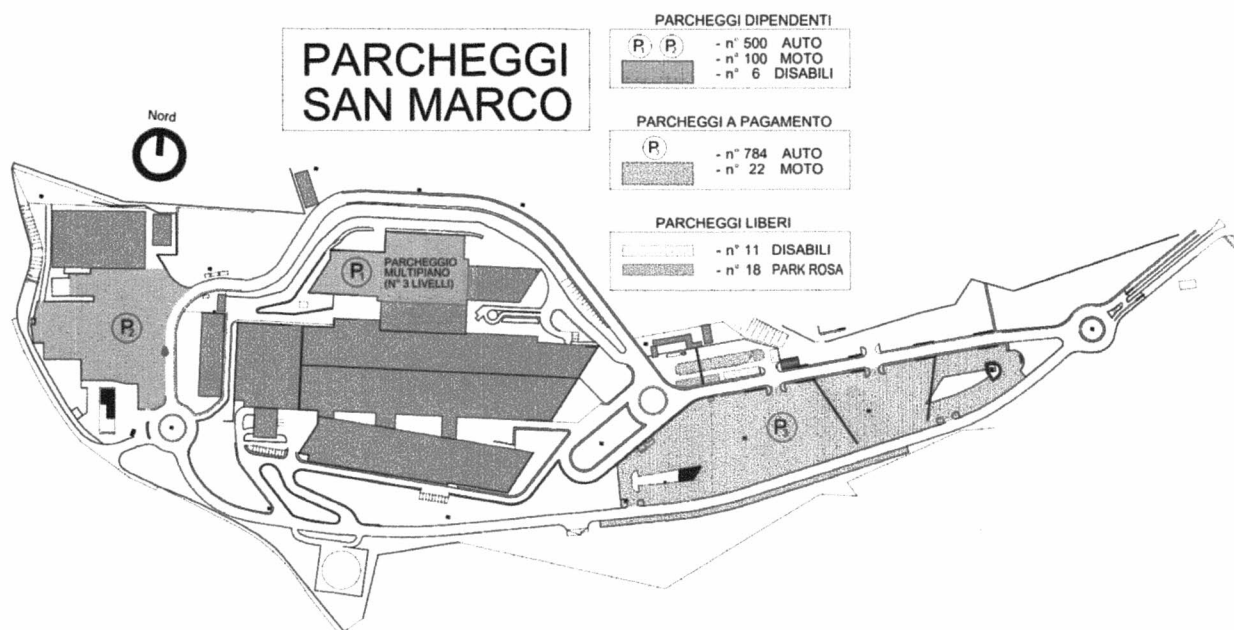 PARCHEGGI
SAN MARCO
Nord
PARCHEGGI DIPENDENTI
P1 P2
- n° 500 AUTO
- n° 100 MOTO
- n° 6 DISABILI
PARCHEGGI A PAGAMENTO
P3
- n° 784 AUTO
- n° 22 MOTO
PARCHEGGI LIBERI
- n° 11 DISABILI
- n° 18 PARK ROSA
P1
PARCHEGGIO
MULTIPIANO
(N° 3 LIVELLI)
P2
P3